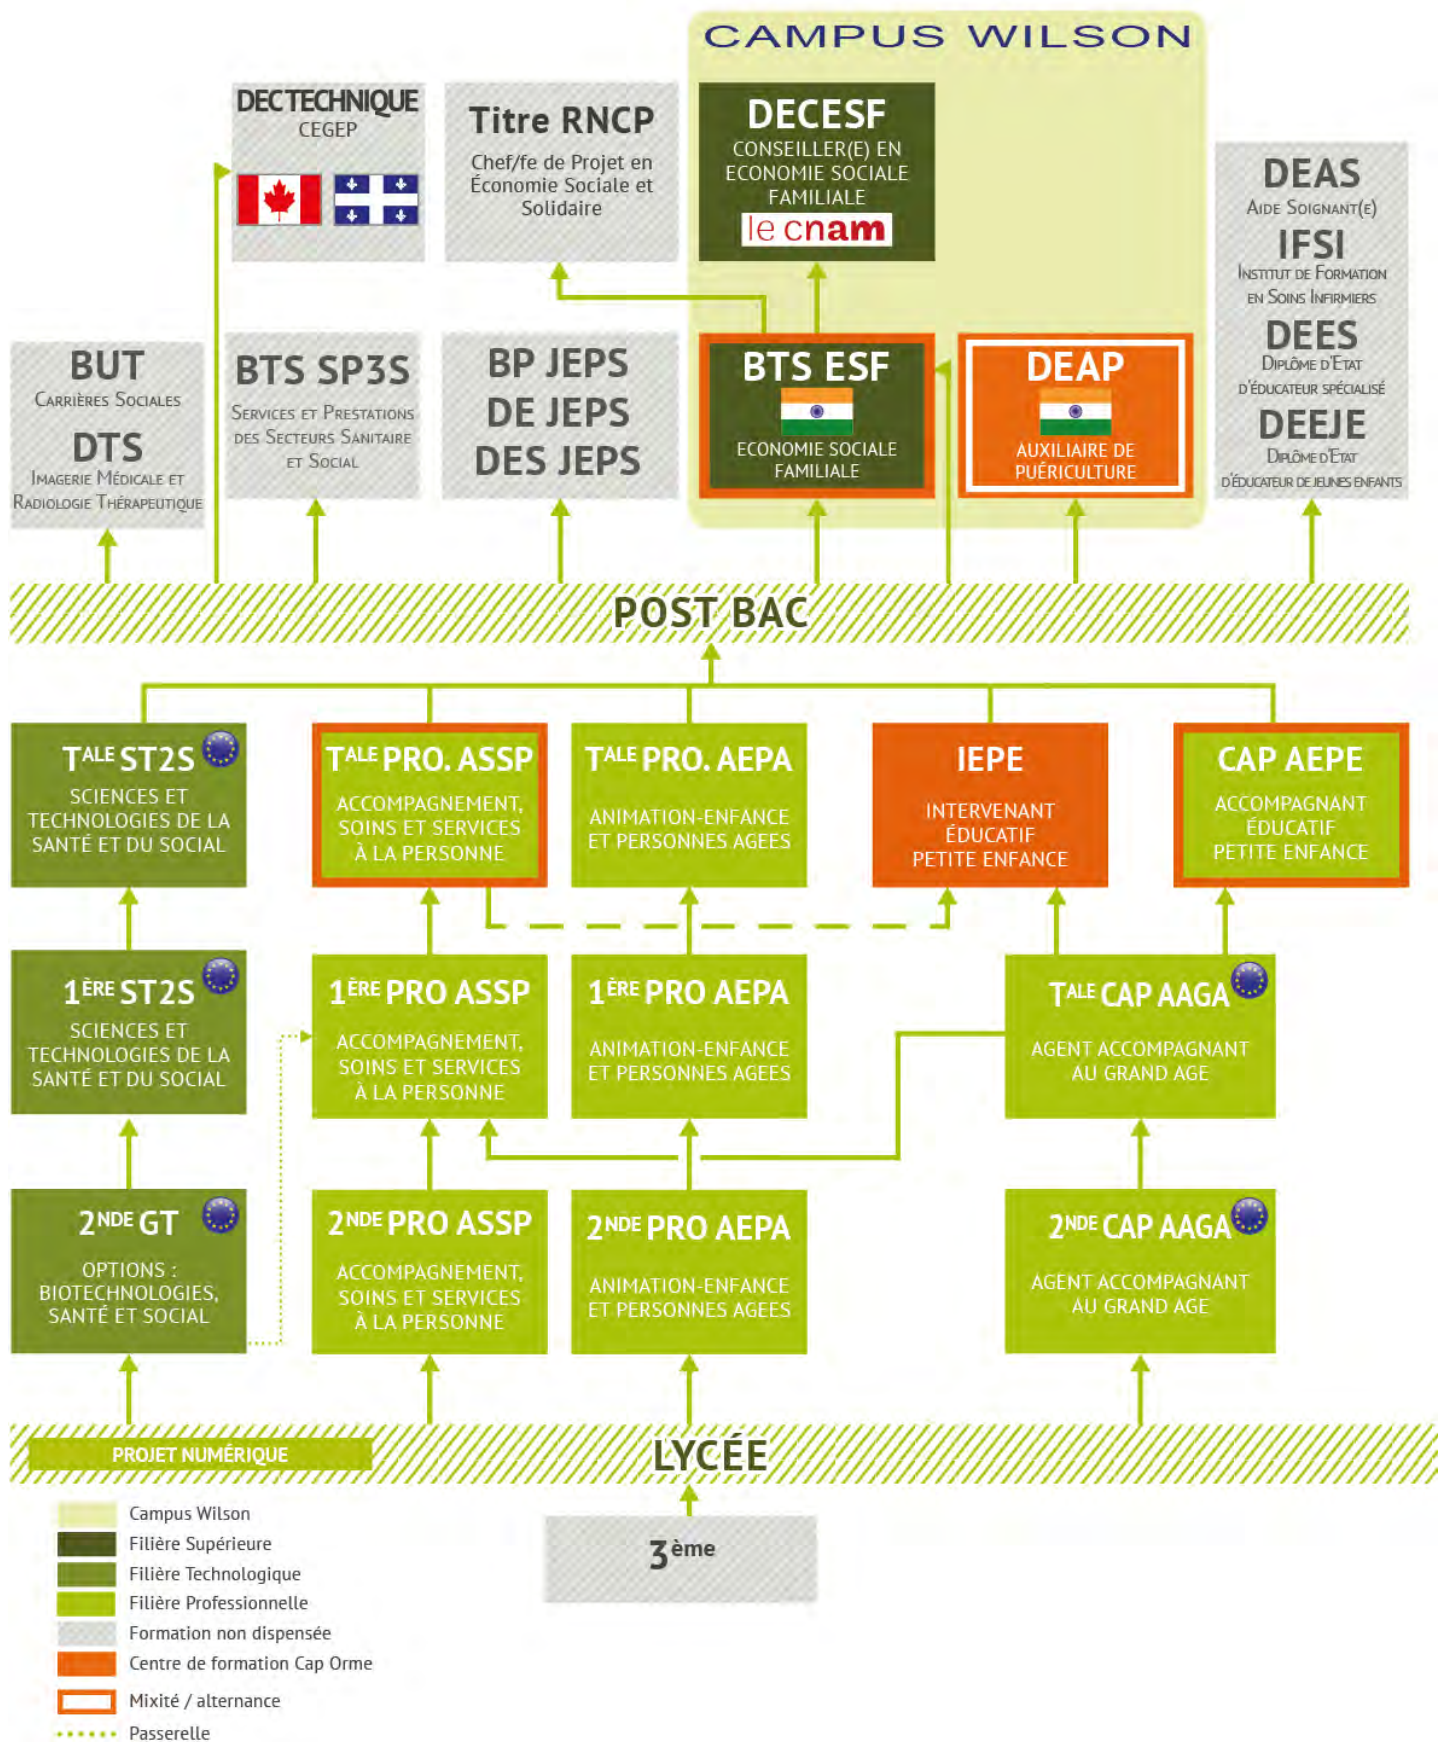 CAMPUS WILSON
DEC TECHNIQUE
CEGEP
Titre RNCP
Chef/fe de Projet en
Économie Sociale et
Solidaire
DECESF
CONSEILLER(E) EN
ECONOMIE SOCIALE
FAMILIALE
le cnam
DEAS
Aide Soignant(e)
IFSI
Institut de Formation
en Soins Infirmiers
DEES
Diplôme d'Etat
d'éducateur spécialisé
DEEJE
Diplôme d'Etat
d'éducateur de jeunes enfants
BUT
Carrières Sociales
DTS
Imagerie Médicale et
Radiologie Thérapeutique
BTS SP3S
Services et Prestations
des Secteurs Sanitaire
et Social
BP JEPS
DE JEPS
DES JEPS
BTS ESF
ECONOMIE SOCIALE
FAMILIALE
DEAP
AUXILIAIRE DE
PUÉRICULTURE
POST BAC
TALE ST2S
SCIENCES ET
TECHNOLOGIES DE LA
SANTÉ ET DU SOCIAL
TALE PRO. ASSP
ACCOMPAGNEMENT,
SOINS ET SERVICES
À LA PERSONNE
TALE PRO. AEPA
ANIMATION-ENFANCE
ET PERSONNES AGEES
IEPE
INTERVENANT
ÉDUCATIF
PETITE ENFANCE
CAP AEPE
ACCOMPAGNANT
ÉDUCATIF
PETITE ENFANCE
1ÈRE ST2S
SCIENCES ET
TECHNOLOGIES DE LA
SANTÉ ET DU SOCIAL
1ÈRE PRO ASSP
ACCOMPAGNEMENT,
SOINS ET SERVICES
À LA PERSONNE
1ÈRE PRO AEPA
ANIMATION-ENFANCE
ET PERSONNES AGEES
TALE CAP AAGA
AGENT ACCOMPAGNANT
AU GRAND AGE
2NDE GT
OPTIONS :
BIOTECHNOLOGIES,
SANTÉ ET SOCIAL
2NDE PRO ASSP
ACCOMPAGNEMENT,
SOINS ET SERVICES
À LA PERSONNE
2NDE PRO AEPA
ANIMATION-ENFANCE
ET PERSONNES AGEES
2NDE CAP AAGA
AGENT ACCOMPAGNANT
AU GRAND AGE
PROJET NUMÉRIQUE
LYCÉE
3ème
Campus Wilson
Filière Supérieure
Filière Technologique
Filière Professionnelle
Formation non dispensée
Centre de formation Cap Orme
Mixité / alternance
Passerelle